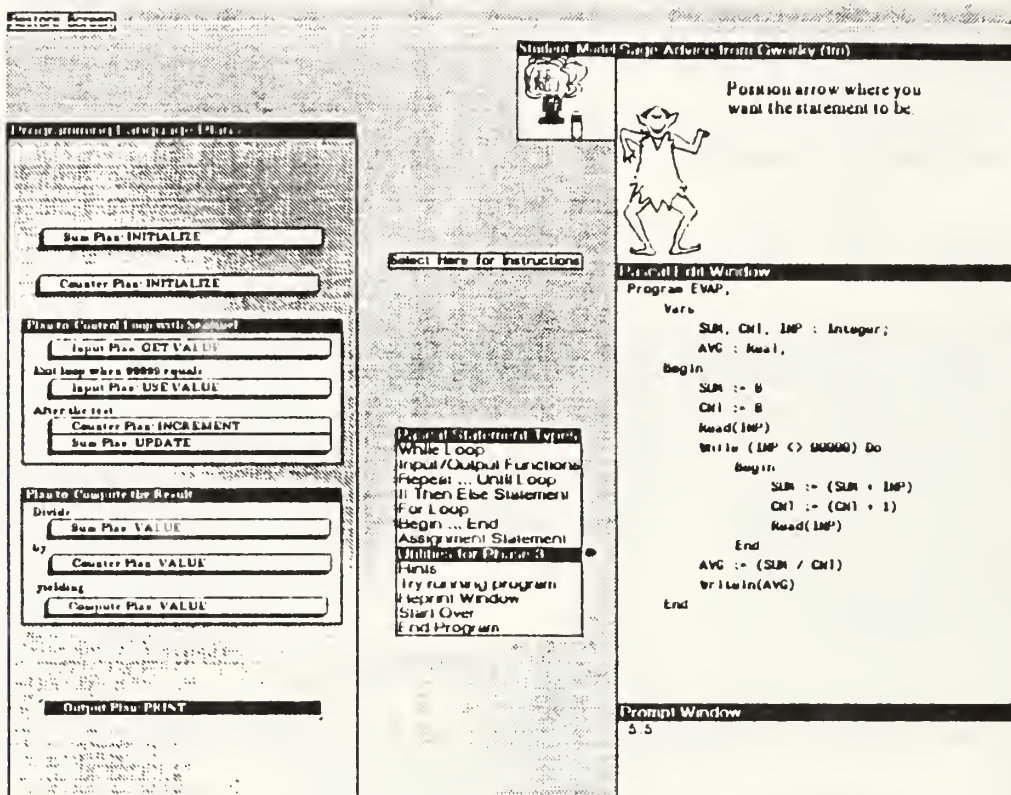 Restore Screen
Student Model
Sage Advice from Gworky (tm)
Position arrow where you
want the statement to be.
Programming Language Plans
Sum Plan: INITIALIZE
Counter Plan: INITIALIZE
Plan to Control Loop with Sentinel
Input Plan: GET VALUE
Exit loop when 99999 equals
Input Plan: USE VALUE
After the test
Counter Plan: INCREMENT
Sum Plan: UPDATE
Plan to Compute the Result
Divide
Sum Plan: VALUE
by
Counter Plan: VALUE
yielding
Compute Plan: VALUE
Output Plan: PRINT
Select Here for Instructions
Pascal Statement Types
While Loop
Input/Output Functions
Repeat ... Until Loop
If Then Else Statement
For Loop
Begin ... End
Assignment Statement
Utilities for Phase 3
Hints
Try running program
Reprint Window
Start Over
End Program
Pascal Edit Window
Program EVAP,
Vars
SUM, CNT, INP : Integer;
AVG : Real,
Begin
SUM := 0
CNT := 0
Read(INP)
While (INP <> 99999) Do
Begin
SUM := (SUM + INP)
CNT := (CNT + 1)
Read(INP)
End
AVG := (SUM / CNT)
Writeln(AVG)
End
Prompt Window
5.5